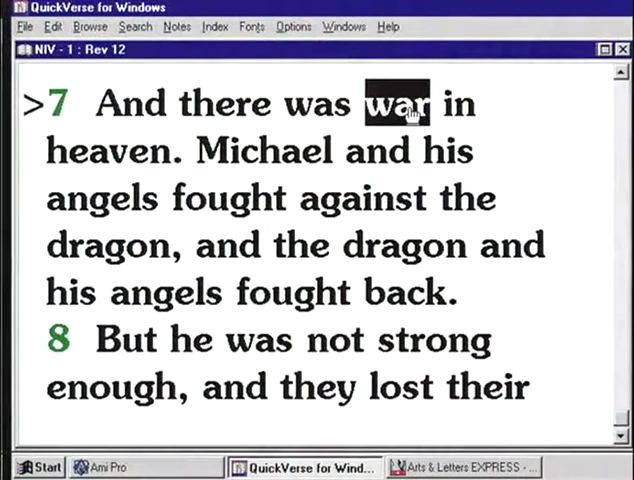 QuickVerse for Windows
File Edit Browse Search Notes Index Fonts Options Windows Help
NIV - 1 : Rev 12
>7 And there was war in
heaven. Michael and his
angels fought against the
dragon, and the dragon and
his angels fought back.
8 But he was not strong
enough, and they lost their
Start Ami Pro QuickVerse for Wind... Arts & Letters EXPRESS - ...